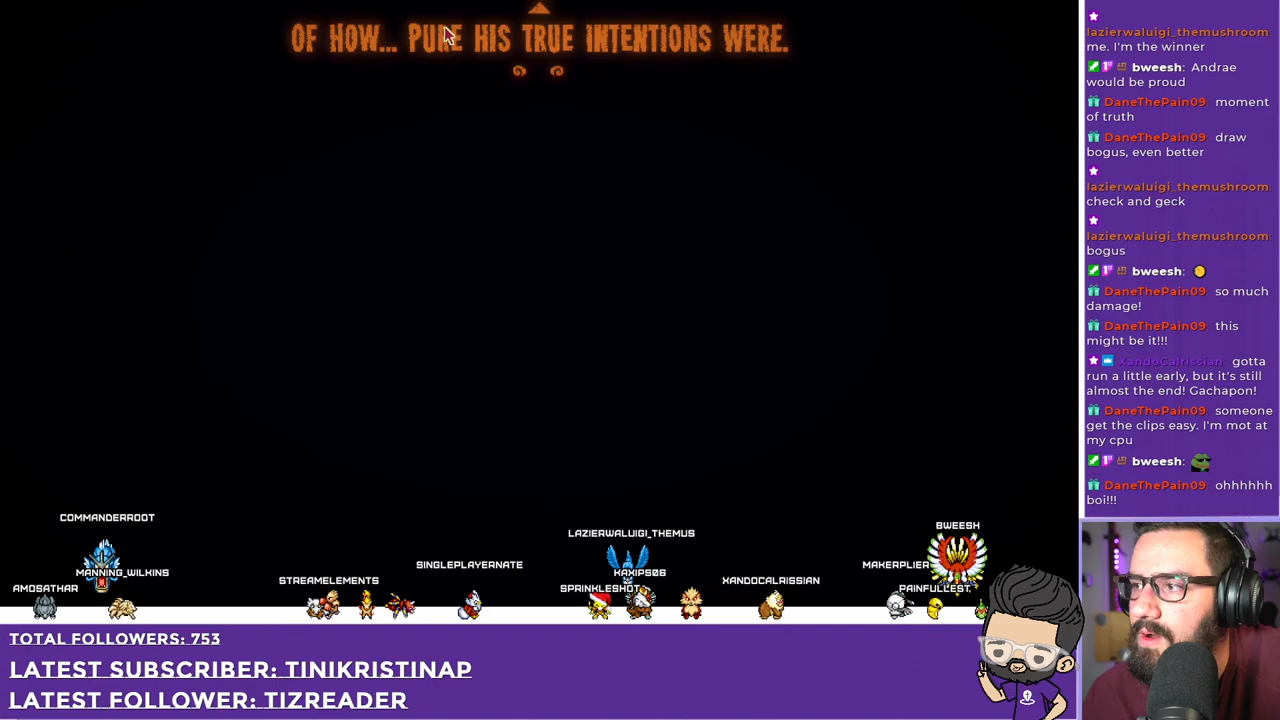 OF HOW... PURE HIS TRUE INTENTIONS WERE.
lazierwaluigi_themushroom:
me. I'm the winner
bweesh: Andrae
would be proud
DaneThePain09 moment
of truth
DaneThePain09 draw
bogus, even better
lazierwaluigi_themushroom:
check and geck
lazierwaluigi_themushroom:
bogus
bweesh:
DaneThePain09 so much
damage!
DaneThePain09 this
might be it!!!
XandoCalrissian gotta
run a little early, but it's still
almost the end! Gachapon!
DaneThePain09 someone
get the clips easy. I'm mot at
my cpu
bweesh:
DaneThePain09 ohhhhhh
boi!!!
COMMANDERROOT
MANNING_WILKINS
AMOSATHAR
STREAMELEMENTS
SINGLEPLAYERNATE
LAZIERWALUIGI_THEMUS
KAXIPS06
SPRINKLESHOT
XANDOCALRISSIAN
BWEESH
MAKERPLIER
PAINFULLEST_
TOTAL FOLLOWERS: 753
LATEST SUBSCRIBER: TINIKRISTINAP
LATEST FOLLOWER: TIZREADER